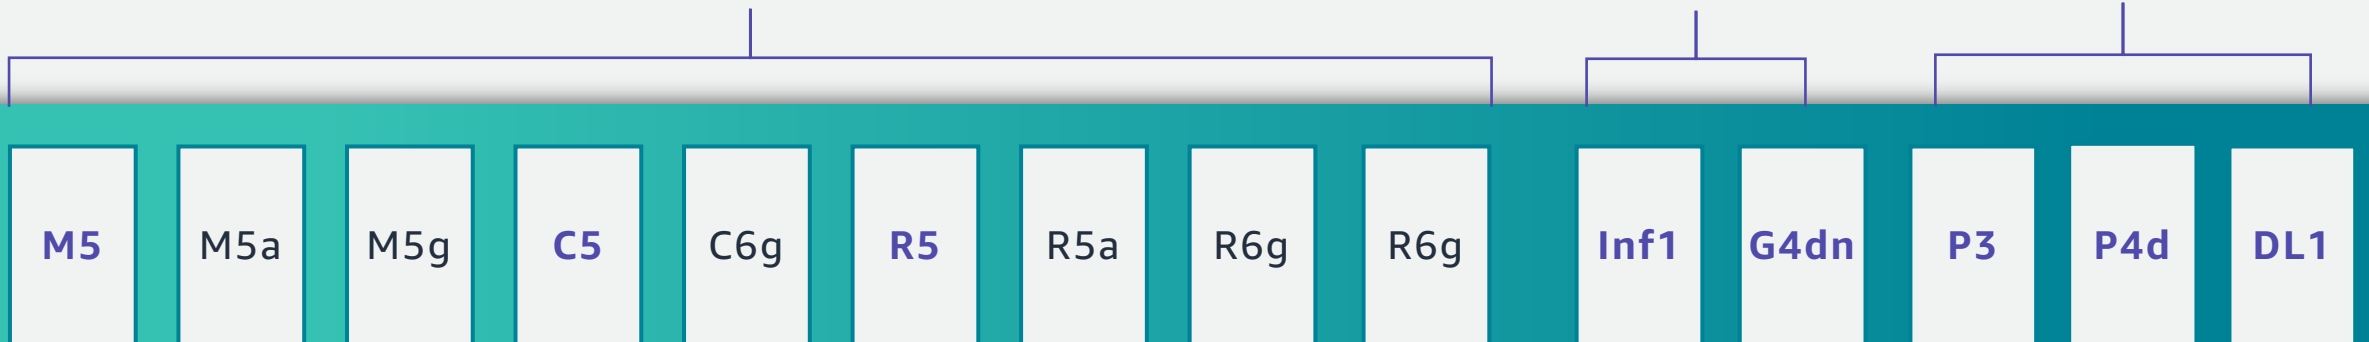 M5 M5a M5g C5 C6g R5 R5a R6g R6g Inf1 G4dn P3 P4d DL1